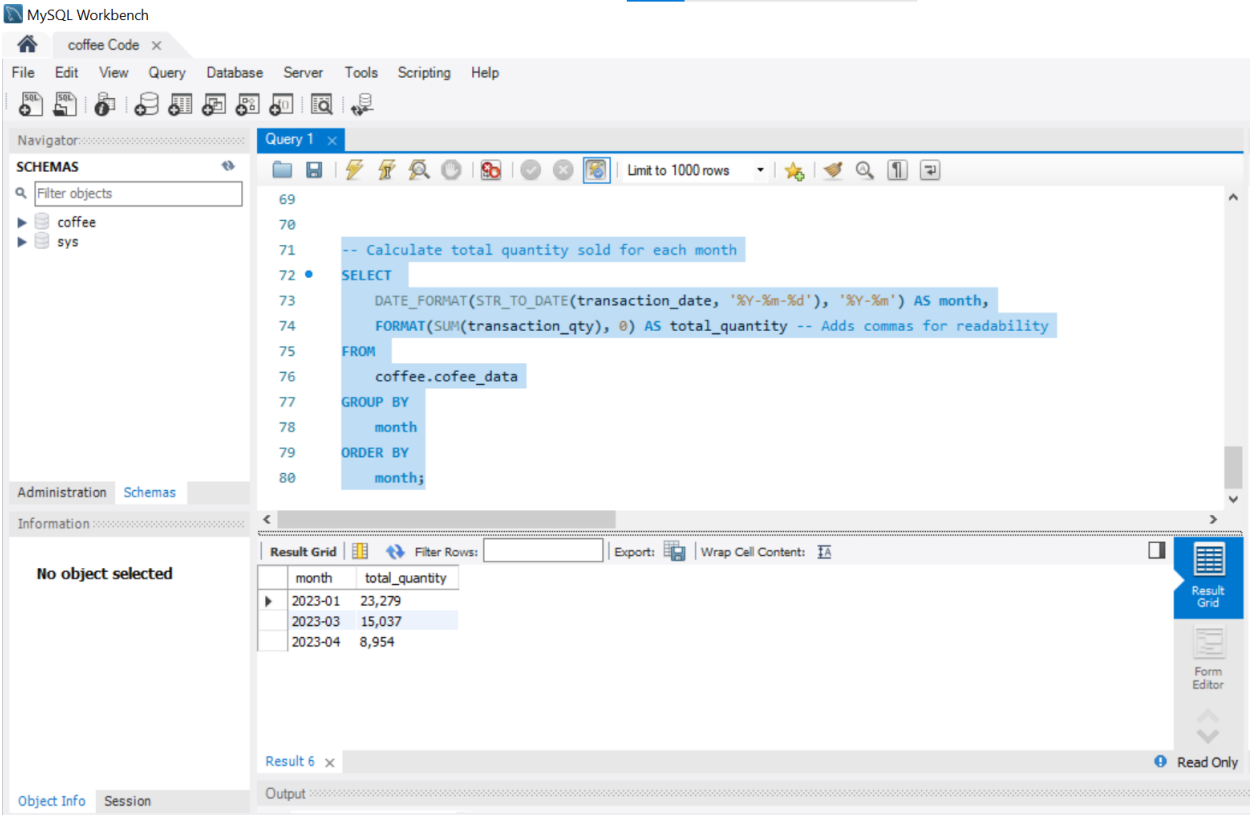 MySQL Workbench
coffee Code
File Edit View Query Database Server Tools Scripting Help
SQL SQL
Navigator
SCHEMAS
Filter objects
coffee
sys
Administration Schemas
Information
No object selected
Object Info Session
Query 1
Limit to 1000 rows
69
70
71 -- Calculate total quantity sold for each month
72 SELECT
73 DATE_FORMAT(STR_TO_DATE(transaction_date, '%Y-%m-%d'), '%Y-%m') AS month,
74 FORMAT(SUM(transaction_qty), 0) AS total_quantity -- Adds commas for readability
75 FROM
76 coffee.cofee_data
77 GROUP BY
78 month
79 ORDER BY
80 month;
Result Grid Filter Rows: Export: Wrap Cell Content: IA
month total_quantity
2023-01 23,279
2023-03 15,037
2023-04 8,954
Result
Grid
Form
Editor
Result 6 Read Only
Output